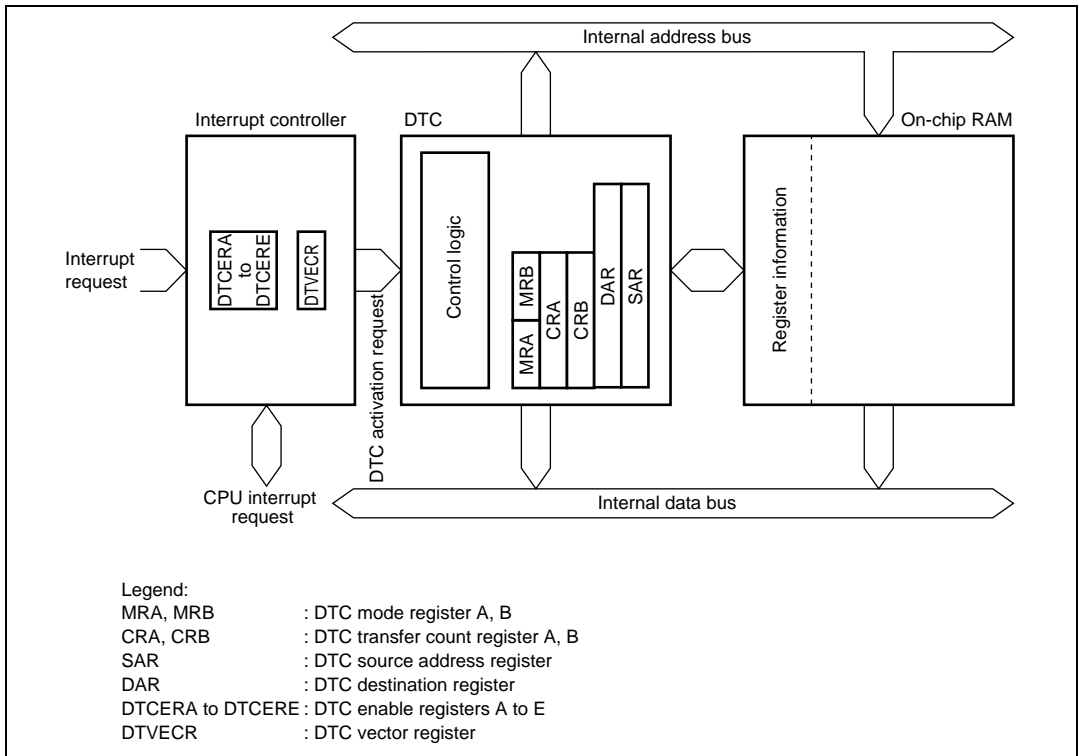 Internal address bus
Interrupt controller
DTC
On-chip RAM
Interrupt
request
DTCERA
to
DTCERE
DTVECR
DTC activation request
Control logic
MRA
MRB
CRA
CRB
DAR
SAR
Register information
CPU interrupt
request
Internal data bus
Legend:
MRA, MRB : DTC mode register A, B
CRA, CRB : DTC transfer count register A, B
SAR : DTC source address register
DAR : DTC destination register
DTCERA to DTCERE : DTC enable registers A to E
DTVECR : DTC vector register